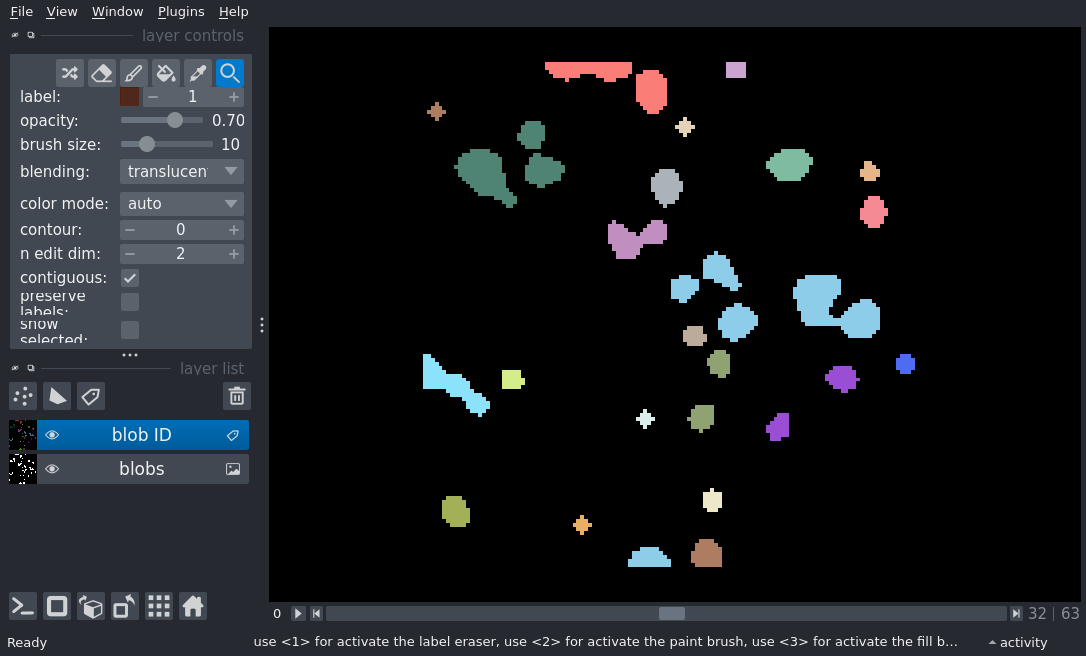 File View Window Plugins Help
layer controls
label: 1
opacity: 0.70
brush size: 10
blending: translucen
color mode: auto
contour: 0
n edit dim: 2
contiguous:
preserve
labels:
show
selected:
layer list
blob ID
blobs
0 32 | 63
Ready use <1> for activate the label eraser, use <2> for activate the paint brush, use <3> for activate the fill b... activity